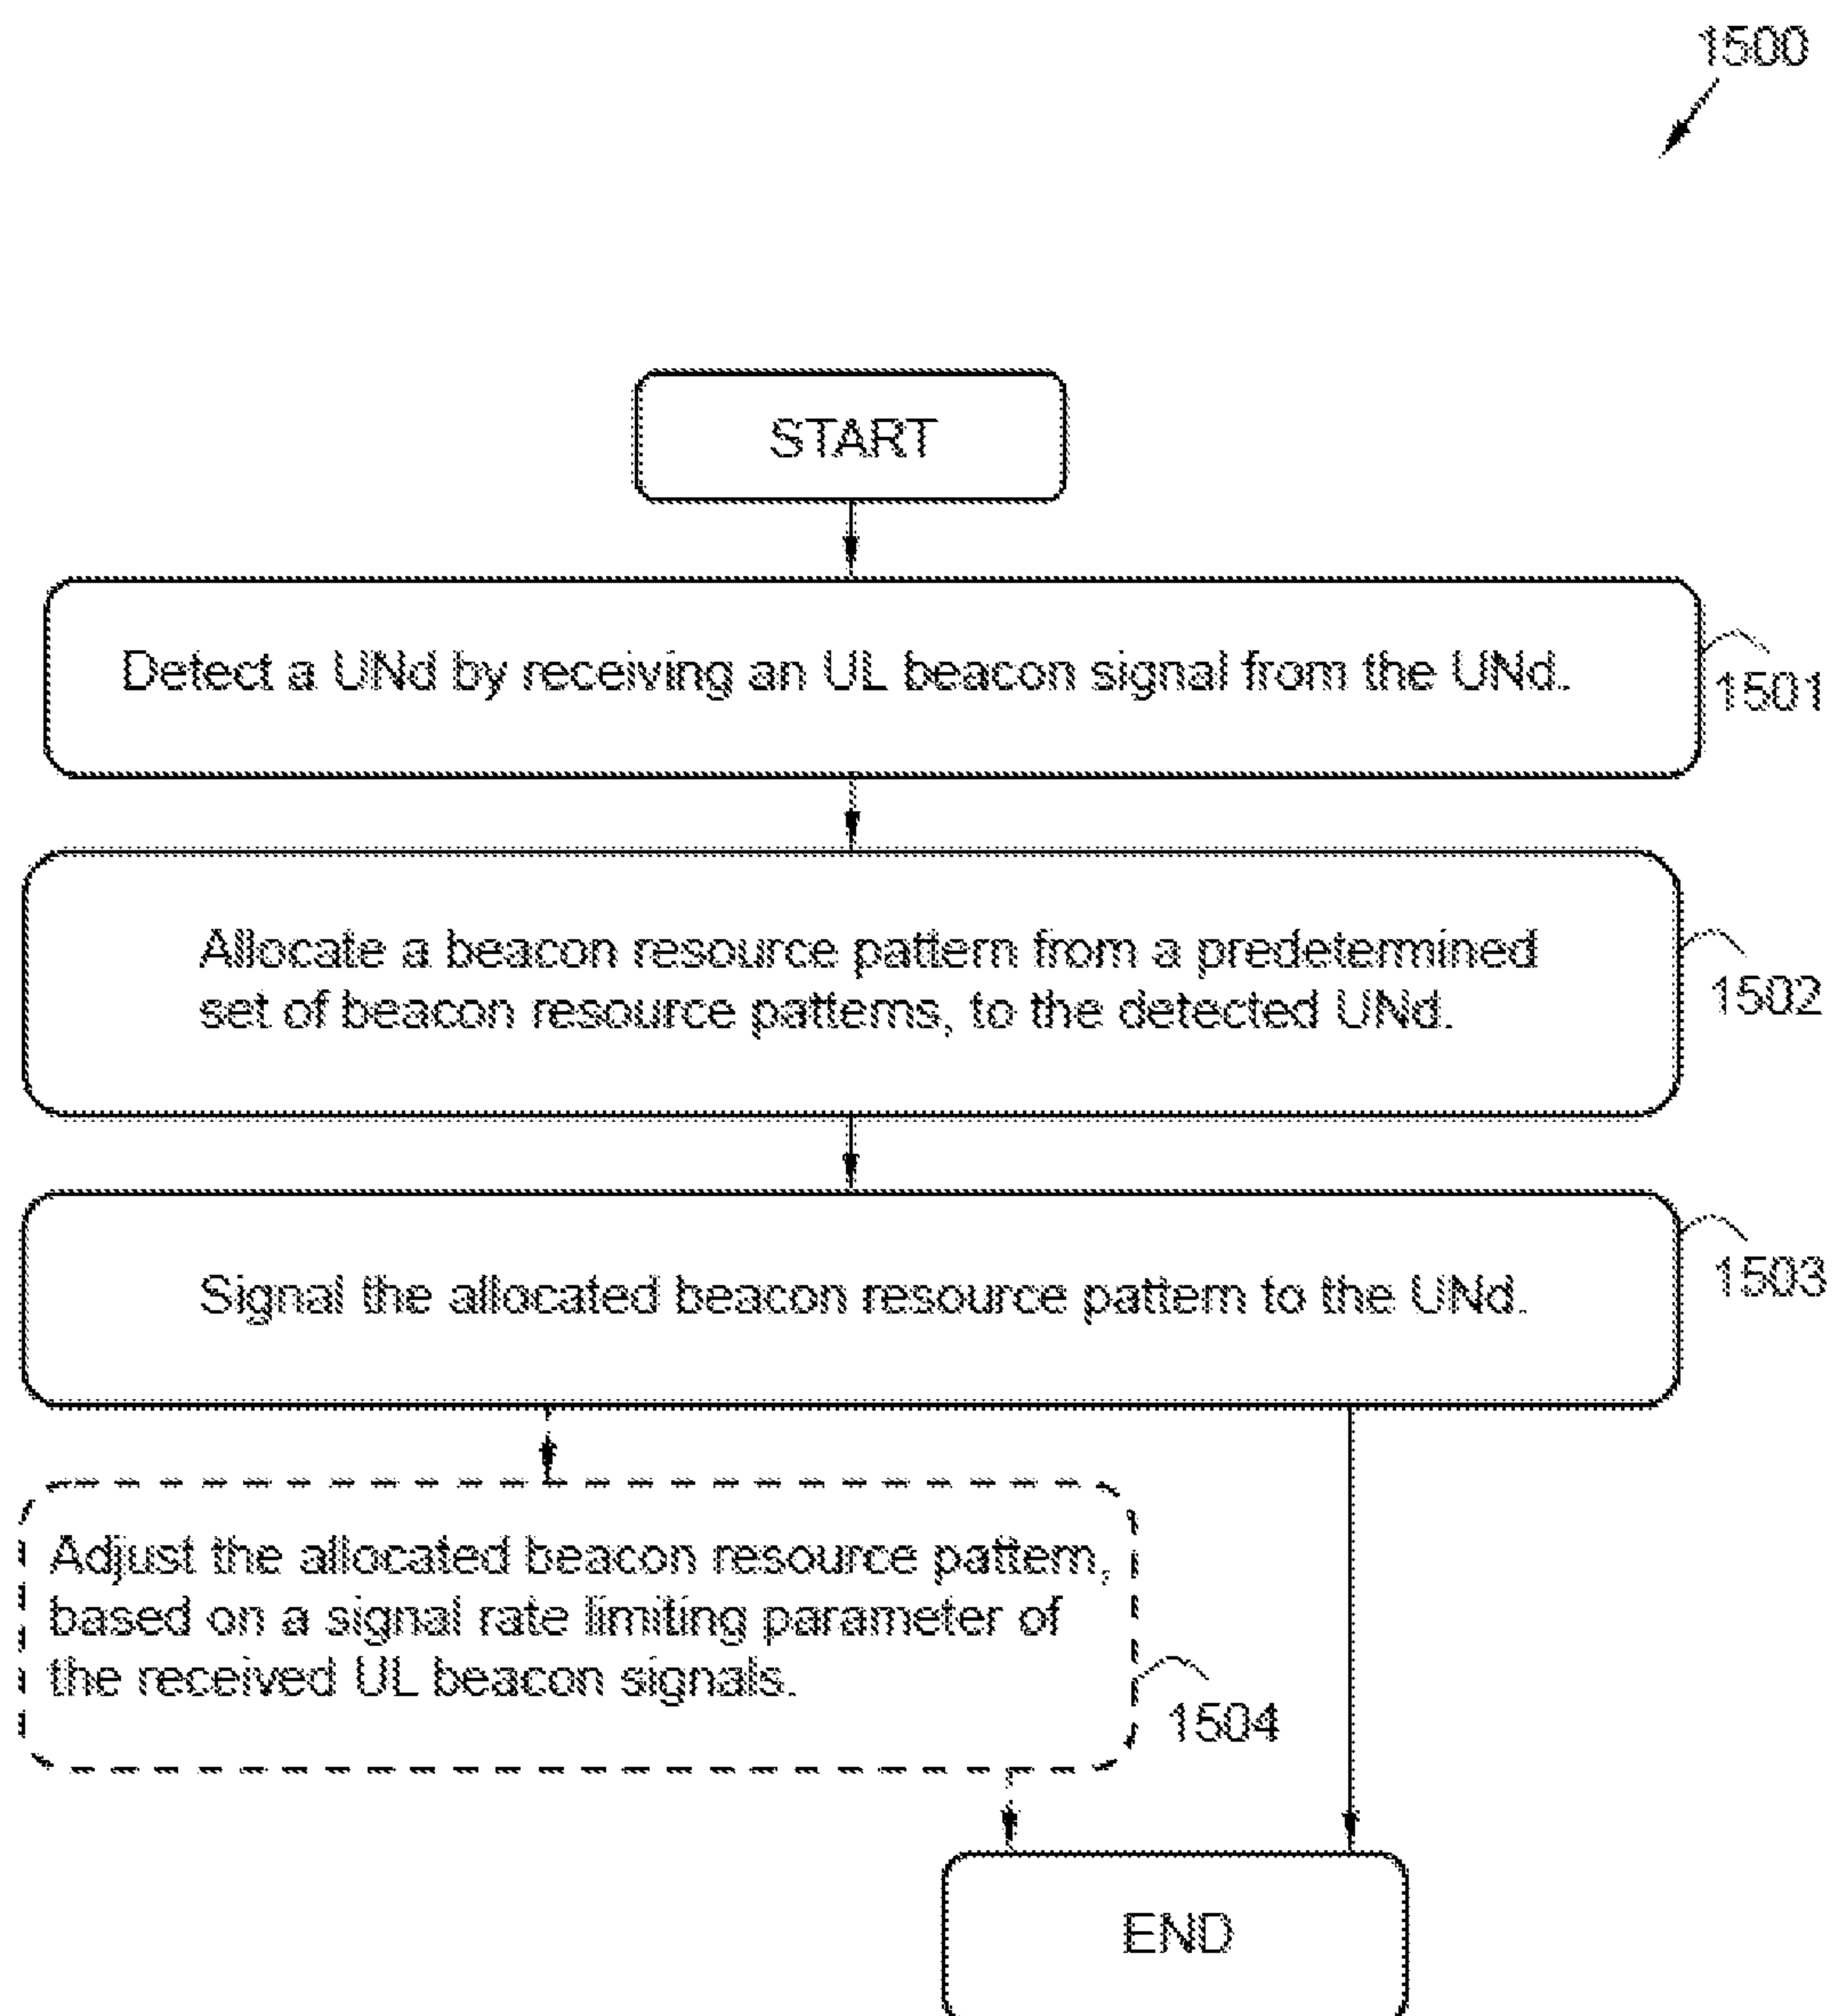 1500
START
Detect a UNd by receiving an UL beacon signal from the UNd.
1501
Allocate a beacon resource pattern from a predetermined
set of beacon resource patterns, to the detected UNd.
1502
Signal the allocated beacon resource pattern to the UNd.
1503
Adjust the allocated beacon resource pattern,
based on a signal rate limiting parameter of
the received UL beacon signals.
1504
END